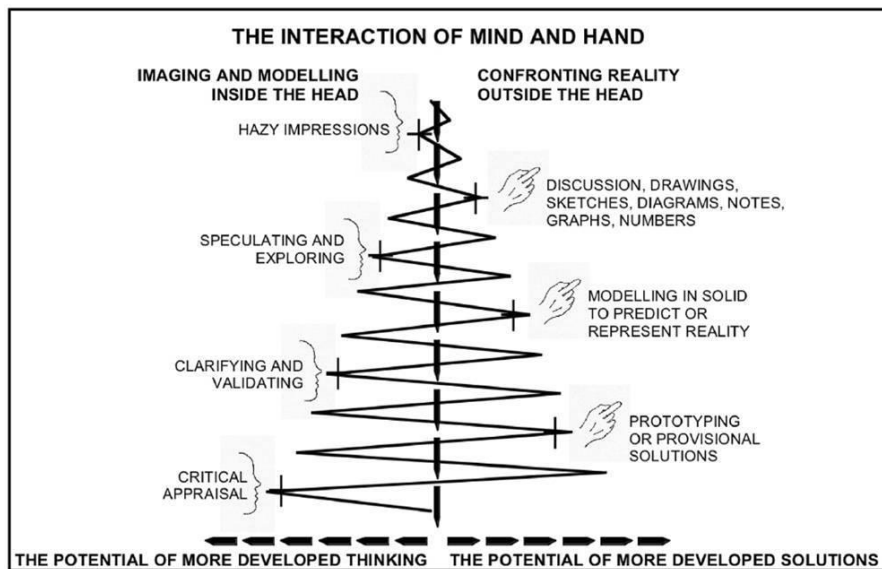 THE INTERACTION OF MIND AND HAND
IMAGING AND MODELLING
INSIDE THE HEAD
CONFRONTING REALITY
OUTSIDE THE HEAD
HAZY IMPRESSIONS
DISCUSSION, DRAWINGS,
SKETCHES, DIAGRAMS, NOTES,
GRAPHS, NUMBERS
SPECULATING AND
EXPLORING
MODELLING IN SOLID
TO PREDICT OR
REPRESENT REALITY
CLARIFYING AND
VALIDATING
PROTOTYPING
OR PROVISIONAL
SOLUTIONS
CRITICAL
APPRAISAL
THE POTENTIAL OF MORE DEVELOPED THINKING
THE POTENTIAL OF MORE DEVELOPED SOLUTIONS